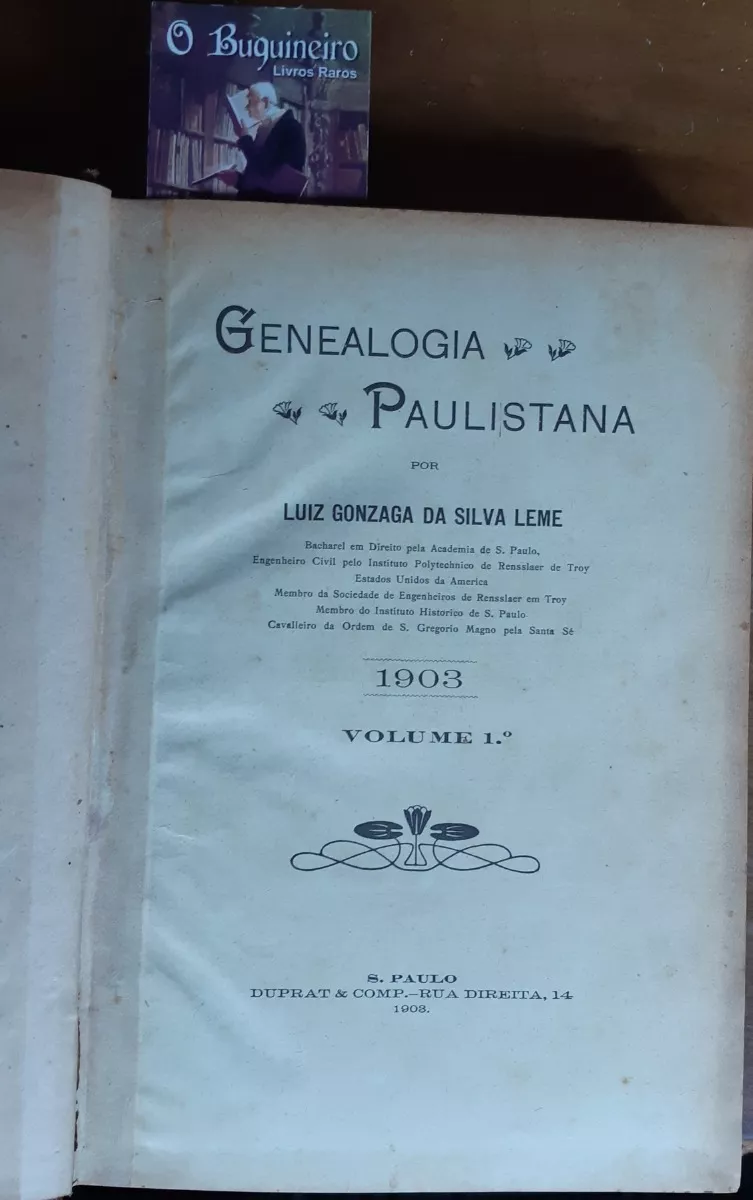 O Buquineiro
Livros Raros
GENEALOGIA
PAULISTANA
POR
LUIZ GONZAGA DA SILVA LEME
Bacharel em Direito pela Academia de S. Paulo,
Engenheiro Civil pelo Instituto Polytechnico de Rensslaer de Troy
Estados Unidos da America
Membro da Sociedade de Engenheiros de Rensslaer em Troy
Membro do Instituto Historico de S. Paulo
Cavalleiro da Ordem de S. Gregorio Magno pela Santa Sé
1903
VOLUME 1.º
S. PAULO
DUPRAT & COMP.-RUA DIREITA, 14
1903.